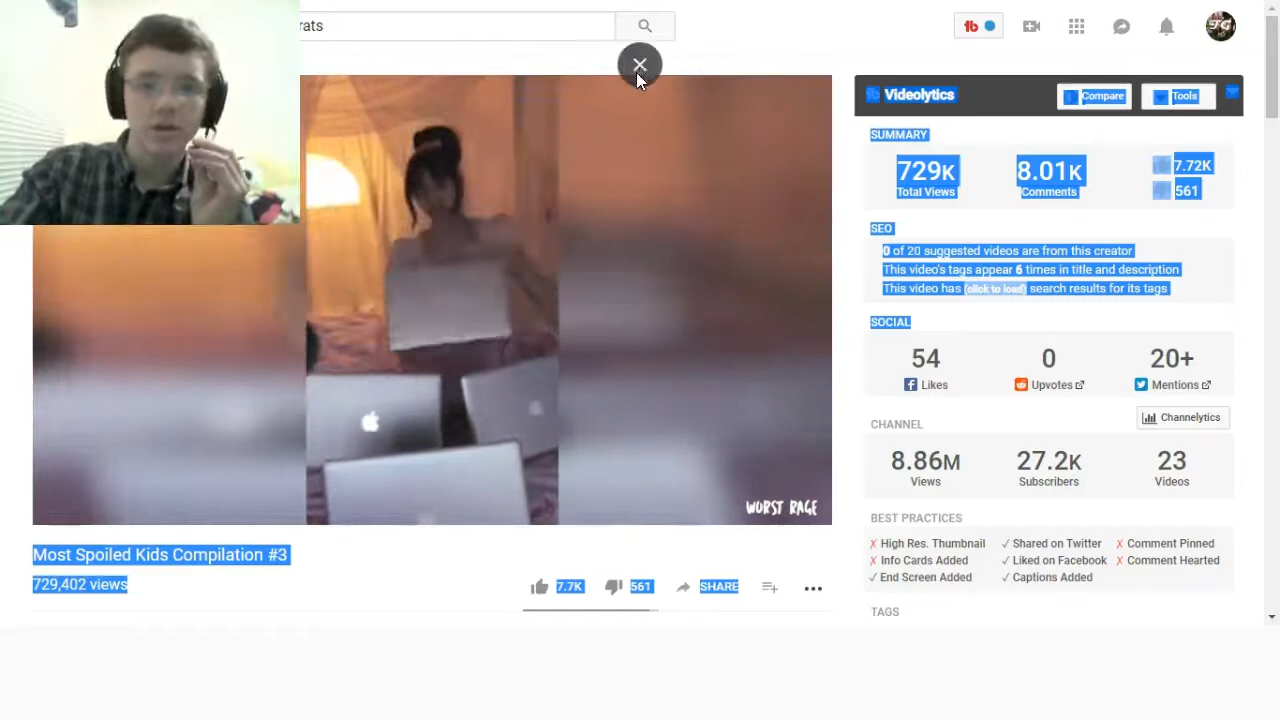 rats
Videolytics
Compare
Tools
SUMMARY
729K
8.01K
7.72K
Total Views
Comments
561
SEO
0 of 20 suggested videos are from this creator
This video's tags appear 6 times in title and description
This video has (click to load) search results for its tags
SOCIAL
54
0
20+
Likes
Upvotes
Mentions
CHANNEL
Channelytics
8.86M
27.2K
23
Views
Subscribers
Videos
BEST PRACTICES
✗ High Res. Thumbnail
✓ Shared on Twitter
✗ Comment Pinned
✗ Info Cards Added
✓ Liked on Facebook
✗ Comment Hearted
✓ End Screen Added
✓ Captions Added
TAGS
WORST RAGE
Most Spoiled Kids Compilation #3
729,402 views
7.7K
561
SHARE